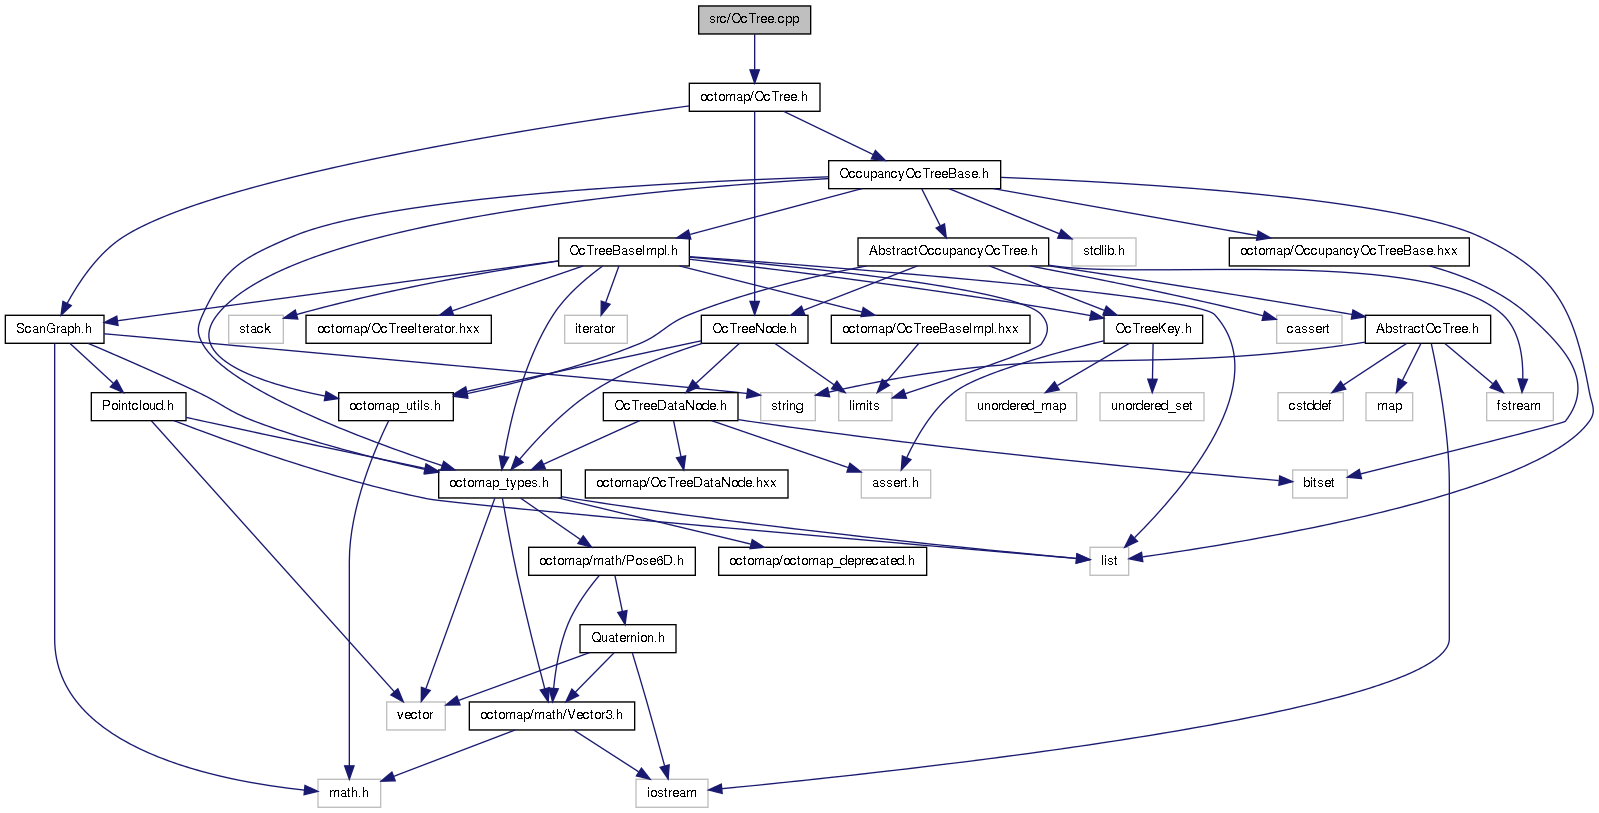 src/OcTree.cpp
octomap/OcTree.h
OccupancyOcTreeBase.h
OcTreeBaseImpl.h
AbstractOccupancyOcTree.h
stdlib.h
octomap/OccupancyOcTreeBase.hxx
ScanGraph.h
stack
octomap/OcTreeIterator.hxx
iterator
OcTreeNode.h
octomap/OcTreeBaseImpl.hxx
OcTreeKey.h
cassert
AbstractOcTree.h
Pointcloud.h
octomap_utils.h
OcTreeDataNode.h
string
limits
unordered_map
unordered_set
cstddef
map
fstream
octomap_types.h
octomap/OcTreeDataNode.hxx
assert.h
bitset
octomap/math/Pose6D.h
octomap/octomap_deprecated.h
list
Quaternion.h
vector
octomap/math/Vector3.h
math.h
iostream